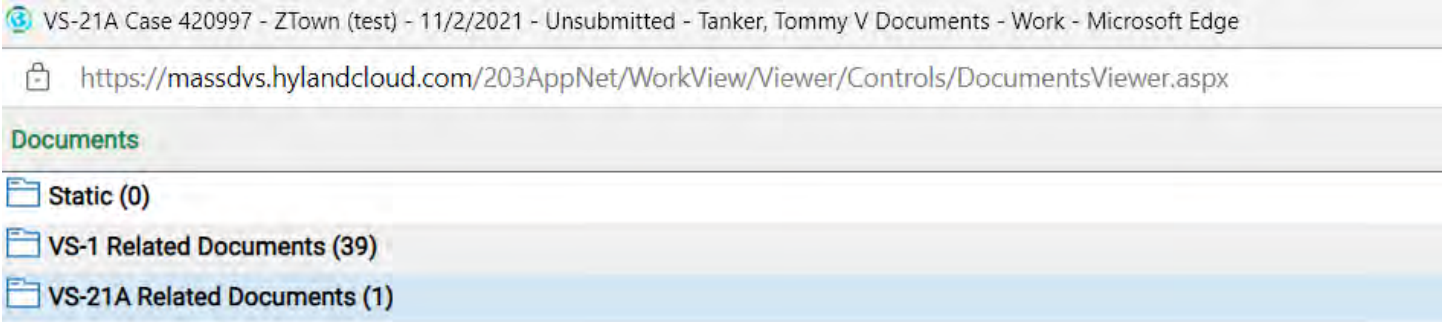 VS-21A Case 420997 - ZTown (test) - 11/2/2021 - Unsubmitted - Tanker, Tommy V Documents - Work - Microsoft Edge
https://massdvs.hylandcloud.com/203AppNet/WorkView/Viewer/Controls/DocumentsViewer.aspx
Documents
Static (0)
VS-1 Related Documents (39)
VS-21A Related Documents (1)